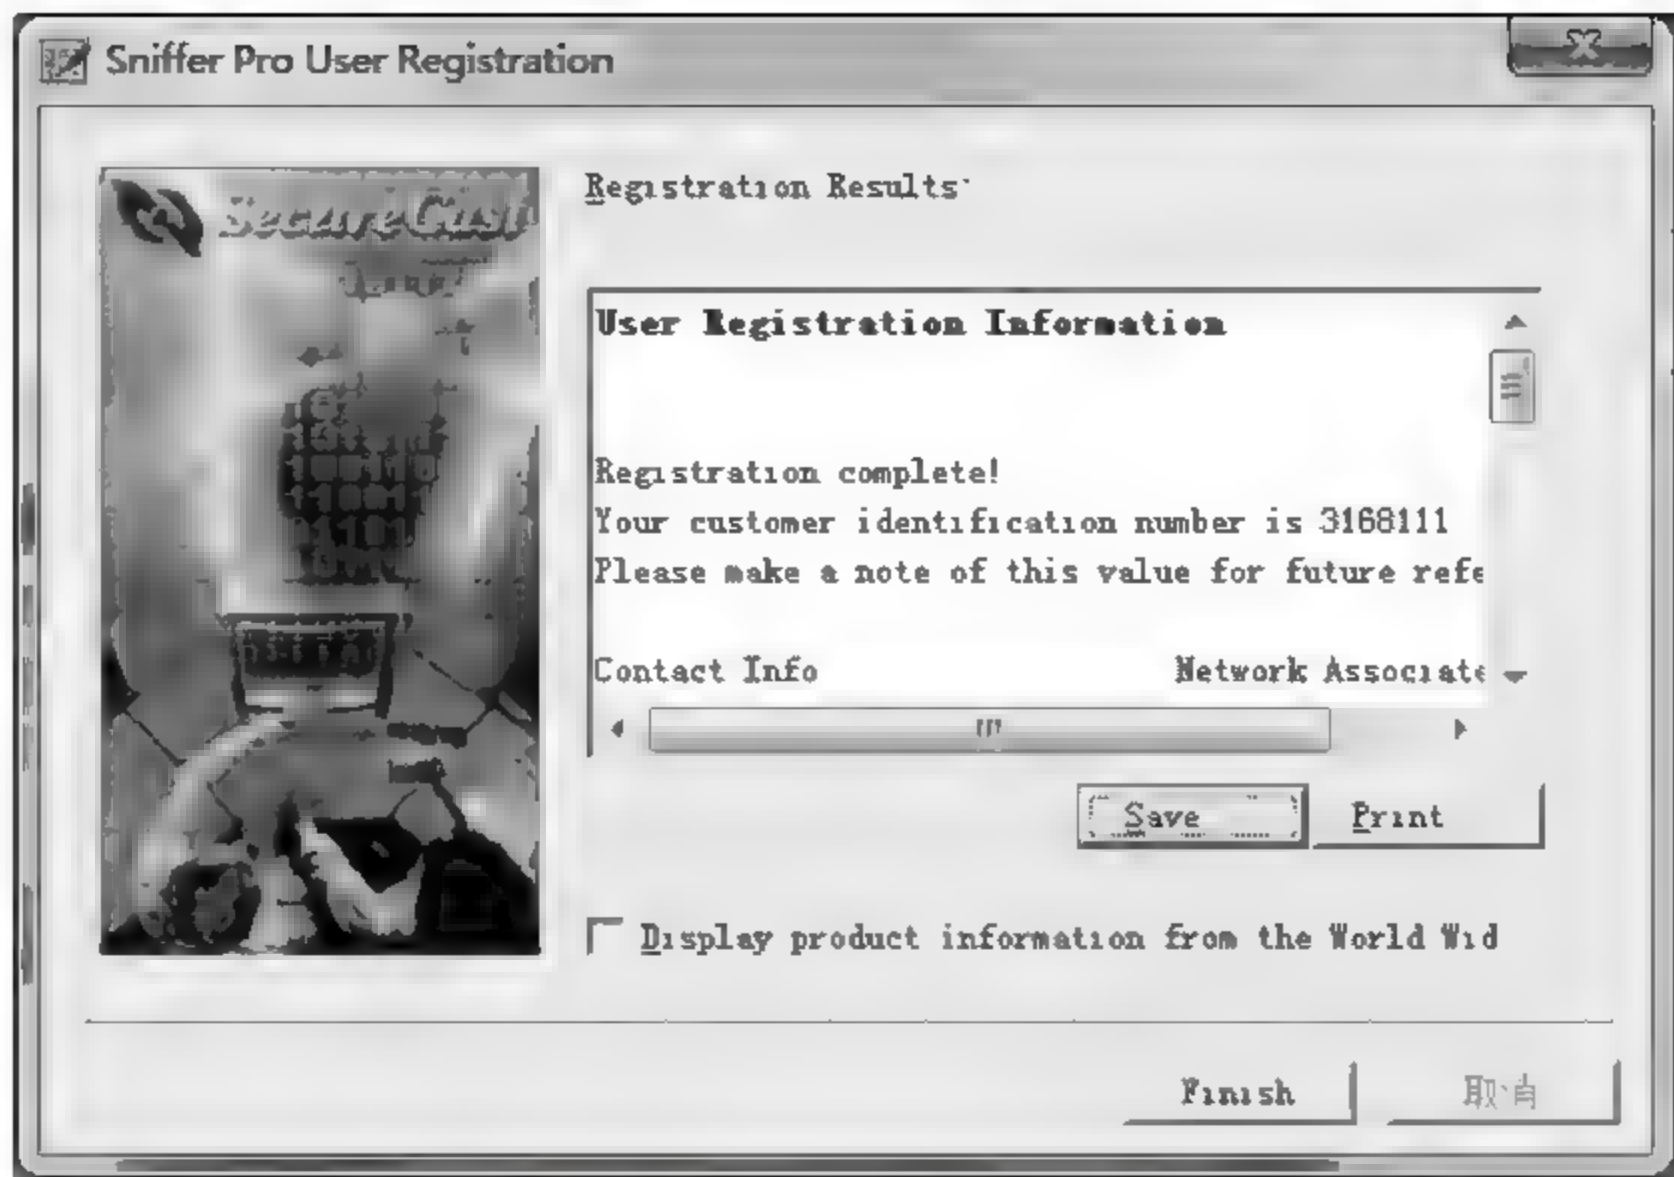 Sniffer Pro User Registration
SecureCast
Registration Results:
User Registration Information
Registration complete!
Your customer identification number is 3168111
Please make a note of this value for future refe
Contact Info Network Associate
Save Print
Display product information from the World Wid
Finish 取消